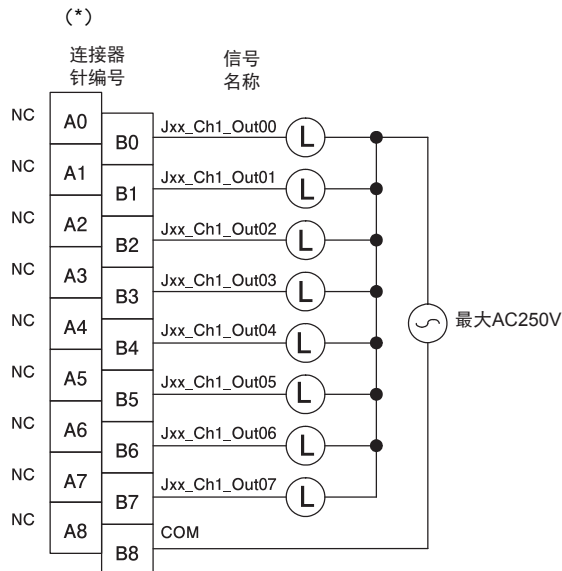 (*)
连接器
针编号
信号
名称
NC A0
B0 Jxx_Ch1_Out00 L
NC A1
B1 Jxx_Ch1_Out01 L
NC A2
B2 Jxx_Ch1_Out02 L
NC A3
B3 Jxx_Ch1_Out03 L
最大AC250V
NC A4
B4 Jxx_Ch1_Out04 L
NC A5
B5 Jxx_Ch1_Out05 L
NC A6
B6 Jxx_Ch1_Out06 L
NC A7
B7 Jxx_Ch1_Out07 L
NC A8
B8 COM